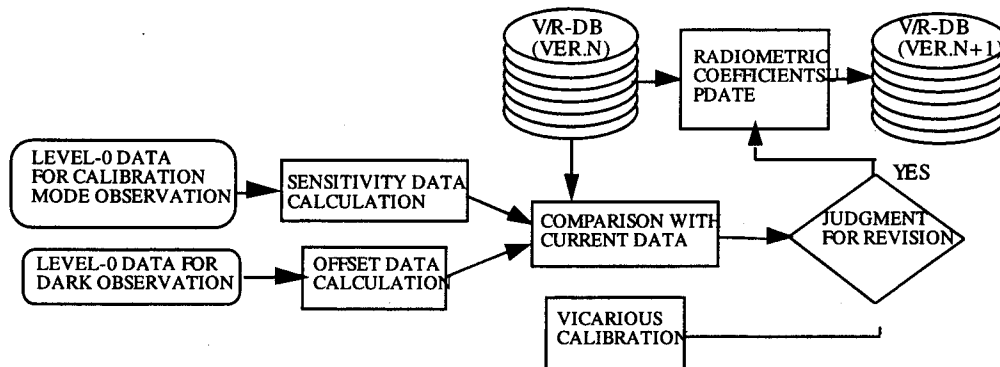 V/R-DB
(VER.N)
RADIOMETRIC
COEFFICIENTSU
PDATE
V/R-DB
(VER.N+1)
LEVEL-0 DATA
FOR CALIBRATION
MODE OBSERVATION
SENSITIVITY DATA
CALCULATION
COMPARISON WITH
CURRENT DATA
YES
JUDGMENT
FOR REVISION
LEVEL-0 DATA FOR
DARK OBSERVATION
OFFSET DATA
CALCULATION
VICARIOUS
CALIBRATION